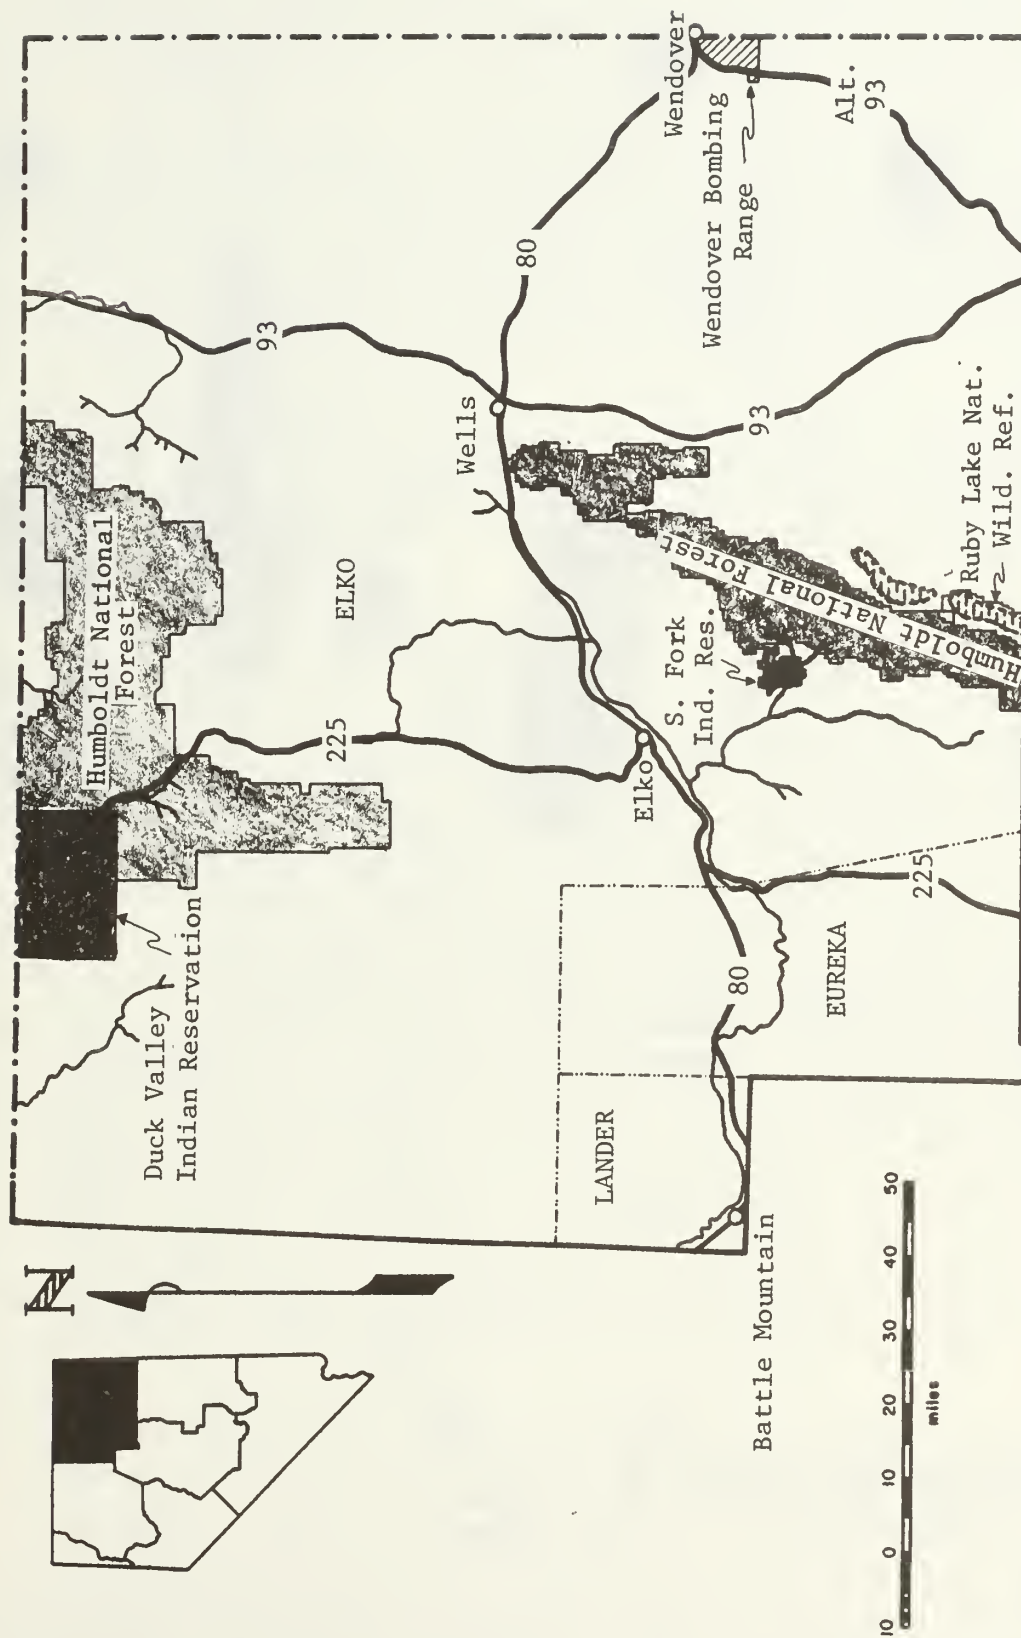 N
Duck Valley
Indian Reservation
Humboldt National
Forest
225
ELKO
93
Wells
80
Wendover
Wendover Bombing
Range
Alt.
93
93
Ruby Lake Nat.
Wild. Ref.
Humboldt National Forest
S. Fork
Ind. Res.
Elko
225
80
EUREKA
LANDER
Battle Mountain
10 0 10 20 30 40 50
miles